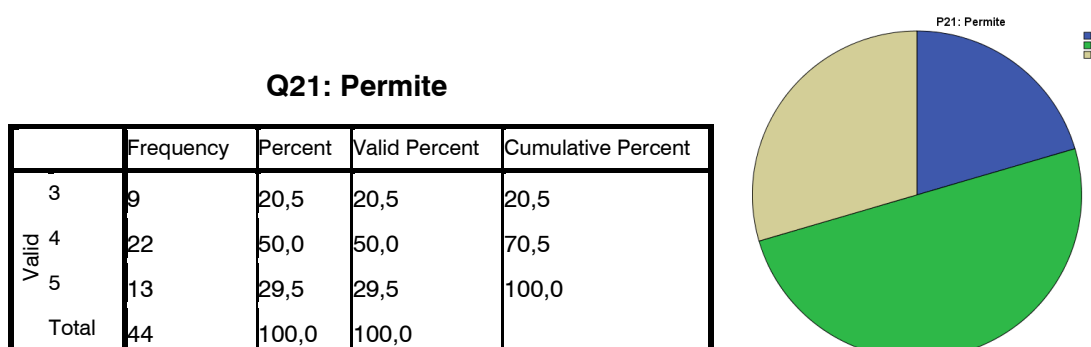 P21: Permite
Q21: Permite
Frequency Percent Valid Percent Cumulative Percent
Valid
3 9 20,5 20,5 20,5
4 22 50,0 50,0 70,5
5 13 29,5 29,5 100,0
Total 44 100,0 100,0